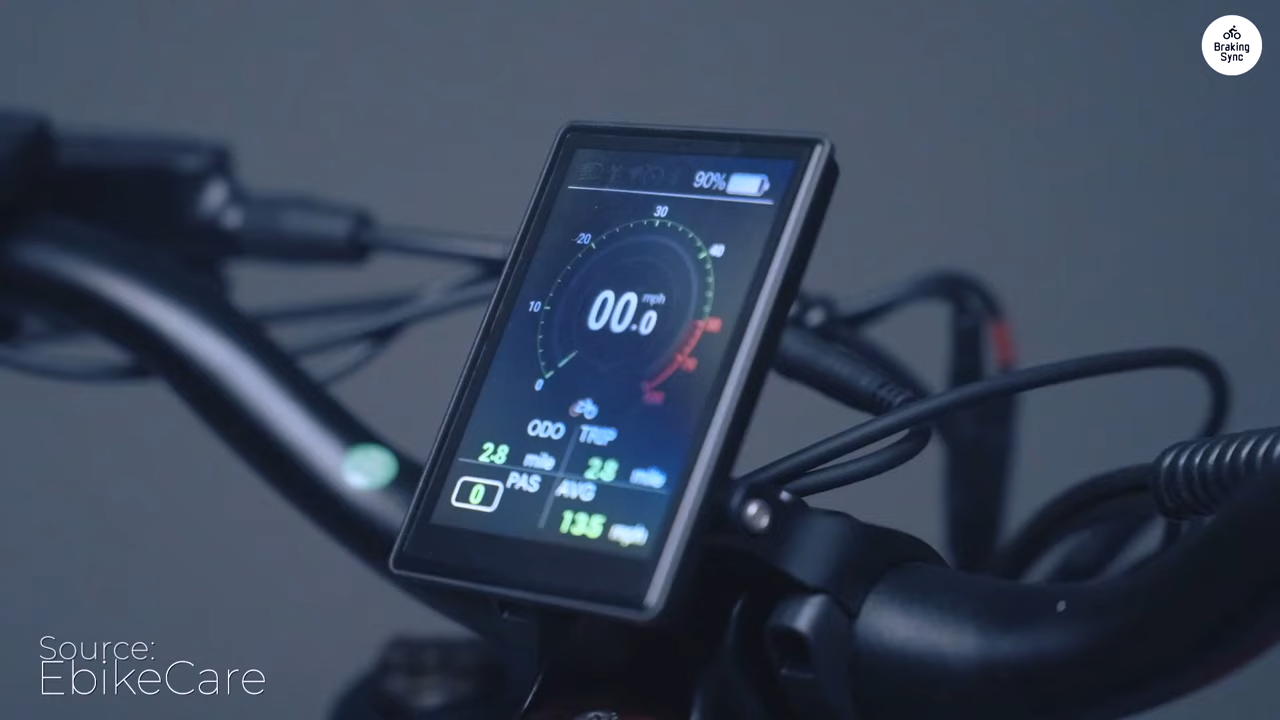 Braking
Sync
90%
30
20
40
10
00.0 mph
0
ODO TRIP
2.8 mile 2.8 mile
0 PAS AVG
13.5 mph
Source:
EbikeCare